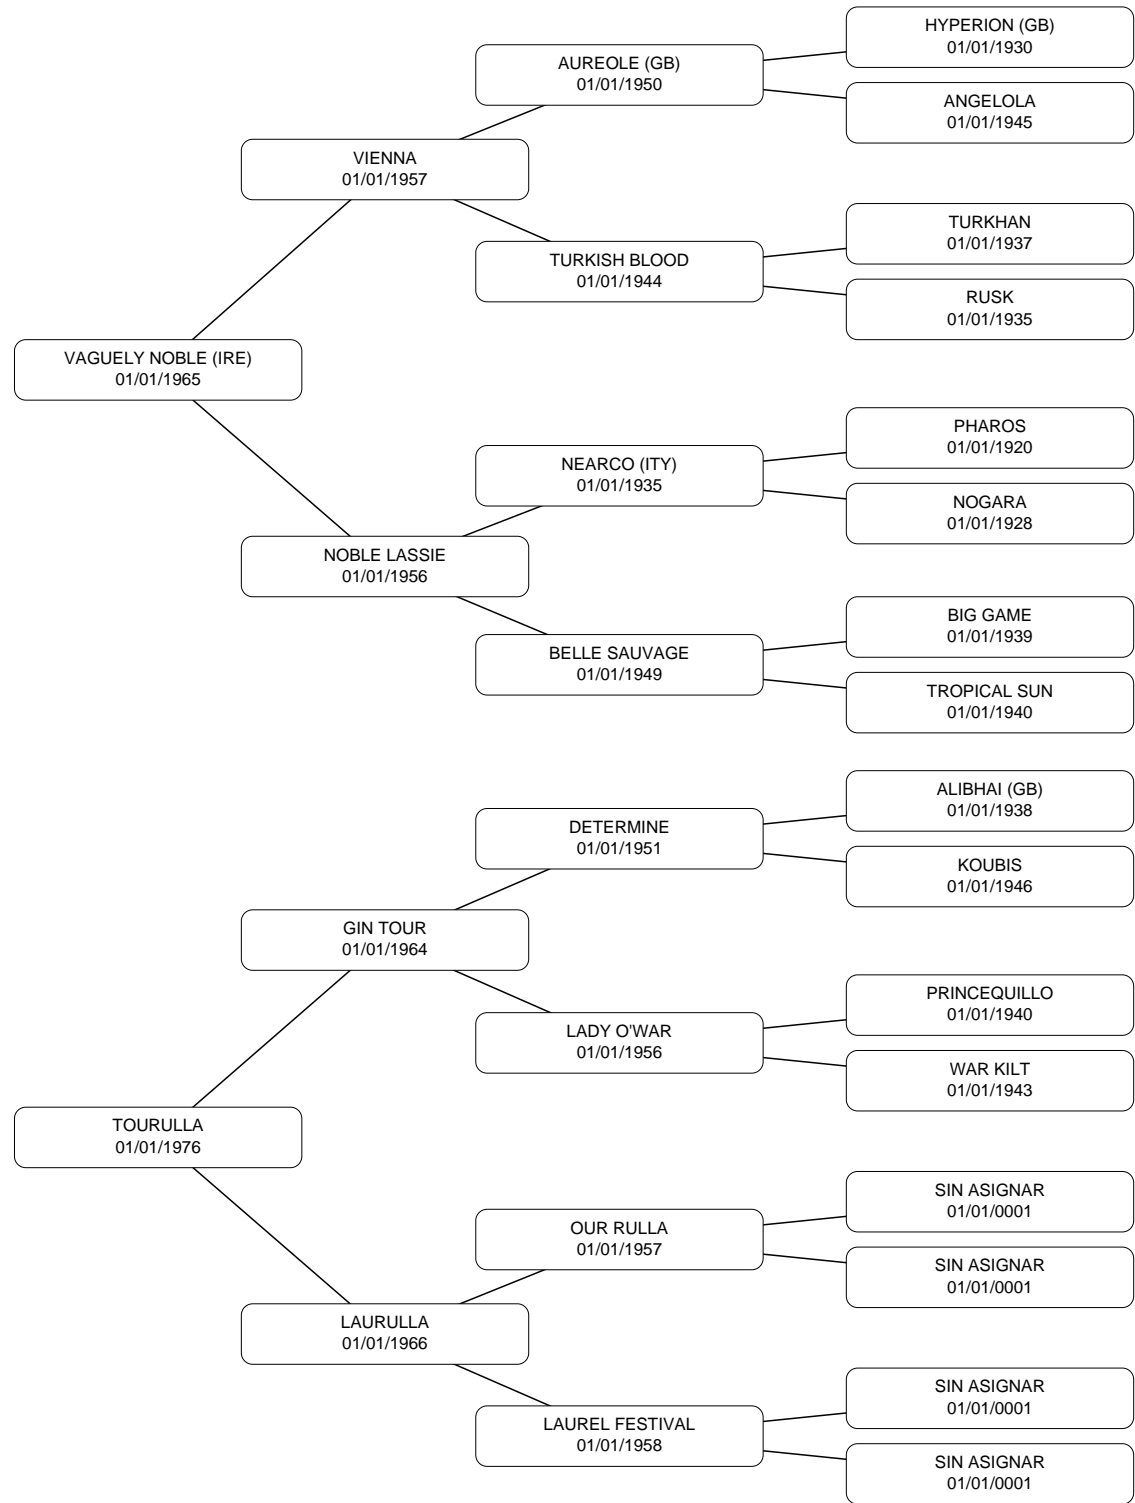 HYPERION (GB)
01/01/1930
AUREOLE (GB)
01/01/1950
ANGELOLA
01/01/1945
VIENNA
01/01/1957
TURKHAN
01/01/1937
TURKISH BLOOD
01/01/1944
RUSK
01/01/1935
VAGUELY NOBLE (IRE)
01/01/1965
PHAROS
01/01/1920
NEARCO (ITY)
01/01/1935
NOGARA
01/01/1928
NOBLE LASSIE
01/01/1956
BIG GAME
01/01/1939
BELLE SAUVAGE
01/01/1949
TROPICAL SUN
01/01/1940
ALIBHAI (GB)
01/01/1938
DETERMINE
01/01/1951
KOUBIS
01/01/1946
GIN TOUR
01/01/1964
PRINCEQUILLO
01/01/1940
LADY O'WAR
01/01/1956
WAR KILT
01/01/1943
TOURULLA
01/01/1976
SIN ASIGNAR
01/01/0001
OUR RULLA
01/01/1957
SIN ASIGNAR
01/01/0001
LAURULLA
01/01/1966
SIN ASIGNAR
01/01/0001
LAUREL FESTIVAL
01/01/1958
SIN ASIGNAR
01/01/0001